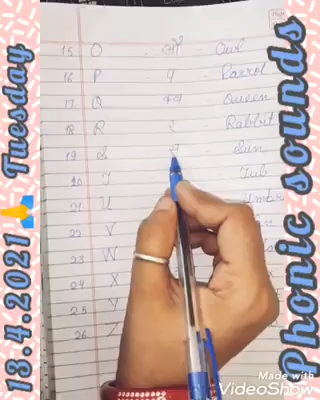 15 O - ऑ - Owl
16 P - प - Parrot
17 Q - क्व - Queen
18 R - र - Rabbit
19 S - स - Sun
20 T - Tub
21 U
22 V
23 W
24 X
25 Y
26 Z
13.4.2021 🙏 Tuesday
Phonic sounds
Made with
VideoShow